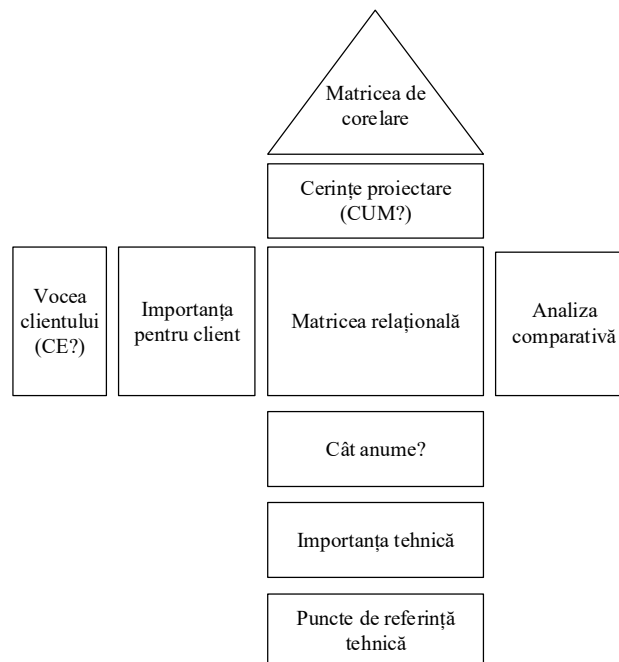 Matricea de
corelare
Cerințe proiectare
(CUM?)
Vocea
clientului
(CE?)
Importanța
pentru client
Matricea relațională
Analiza
comparativă
Cât anume?
Importanța tehnică
Puncte de referință
tehnică